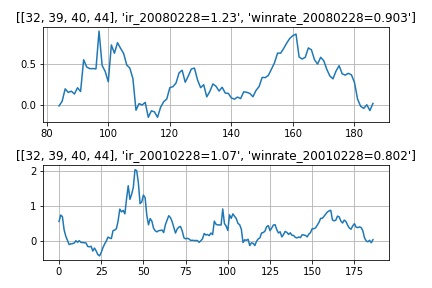 [[32, 39, 40, 44], 'ir_20080228=1.23', 'winrate_20080228=0.903']
0.5
0.0
80 100 120 140 160 180
[[32, 39, 40, 44], 'ir_20010228=1.07', 'winrate_20010228=0.802']
2
1
0
0 25 50 75 100 125 150 175